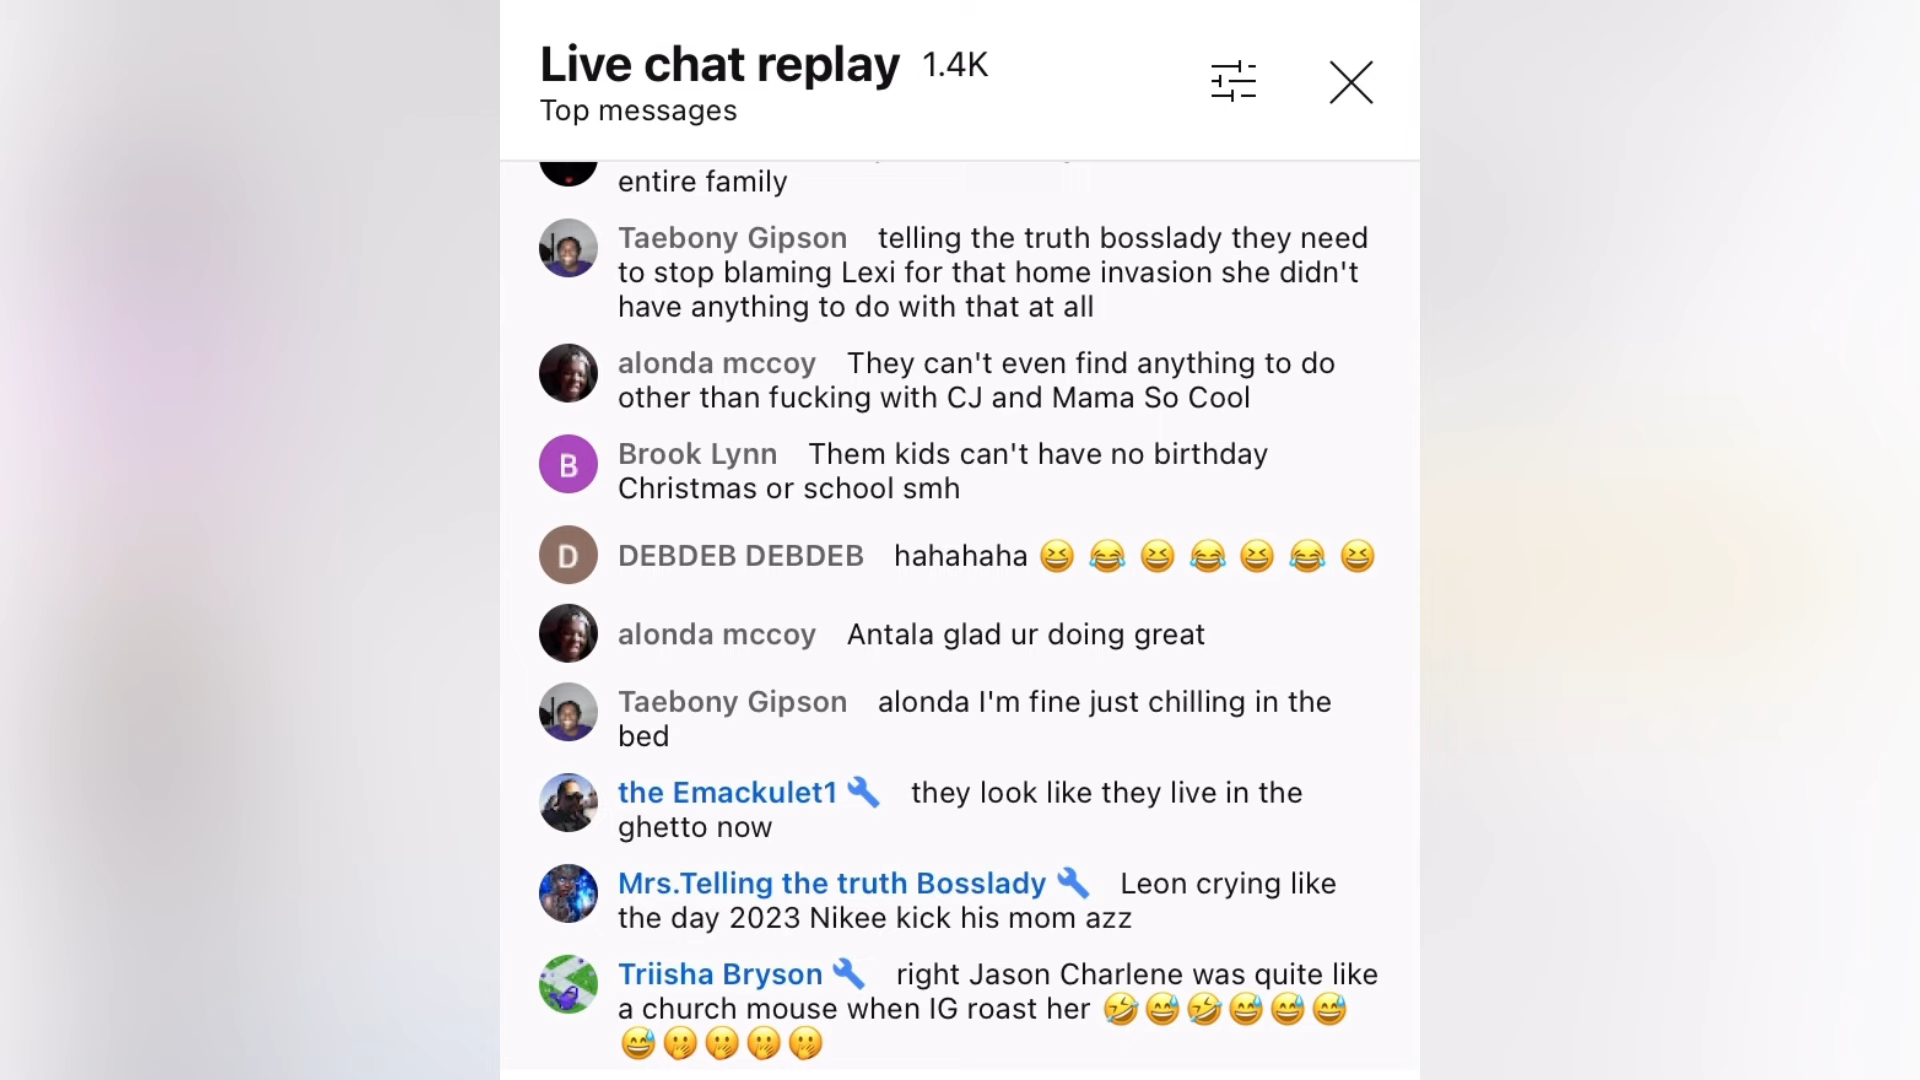 Live chat replay 1.4K
Top messages
entire family
Taebony Gipson telling the truth bosslady they need
to stop blaming Lexi for that home invasion she didn't
have anything to do with that at all
alonda mccoy They can't even find anything to do
other than fucking with CJ and Mama So Cool
B
Brook Lynn Them kids can't have no birthday
Christmas or school smh
D
DEBDEB DEBDEB hahahaha 😆 😂 😆 😂 😆 😂 😆
alonda mccoy Antala glad ur doing great
Taebony Gipson alonda I'm fine just chilling in the
bed
the Emackulet1 🔧 they look like they live in the
ghetto now
Mrs.Telling the truth Bosslady 🔧 Leon crying like
the day 2023 Nikee kick his mom azz
Triisha Bryson 🔧 right Jason Charlene was quite like
a church mouse when IG roast her 🤣😅🤣😅😅😅
😅🤭🤭🤭🤭